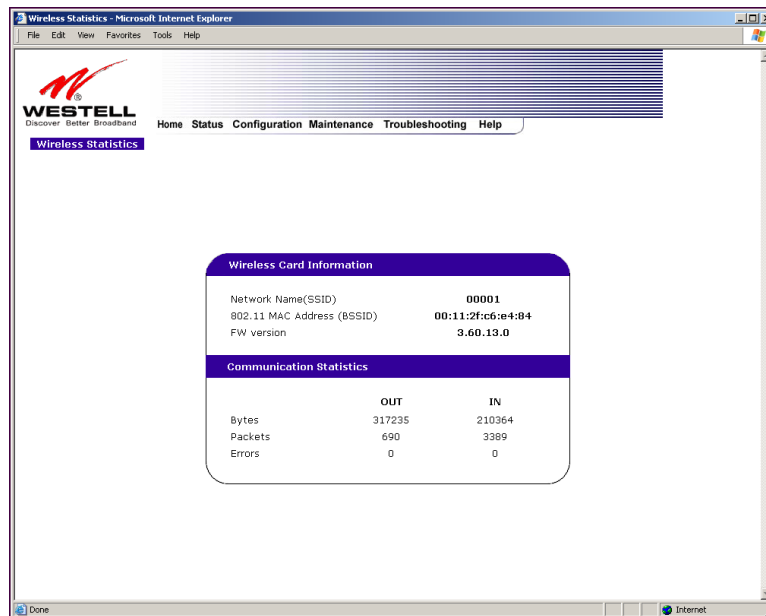 Wireless Statistics - Microsoft Internet Explorer
File Edit View Favorites Tools Help
WESTELL
Discover Better Broadband
Home Status Configuration Maintenance Troubleshooting Help
Wireless Statistics
Wireless Card Information
Network Name(SSID) 00001
802.11 MAC Address (BSSID) 00:11:2f:c6:e4:84
FW version 3.60.13.0
Communication Statistics
OUT IN
Bytes 317235 210364
Packets 690 3389
Errors 0 0
Done Internet